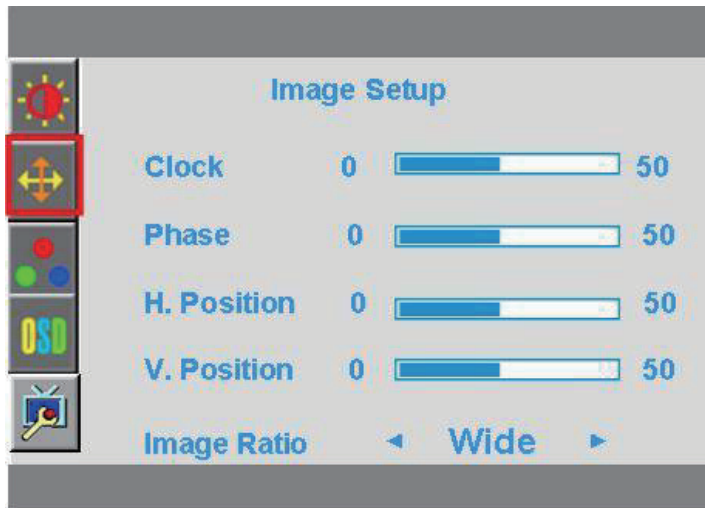 Image Setup
Clock 0 50
Phase 0 50
H. Position 0 50
OSD
V. Position 0 50
Image Ratio ◄ Wide ►